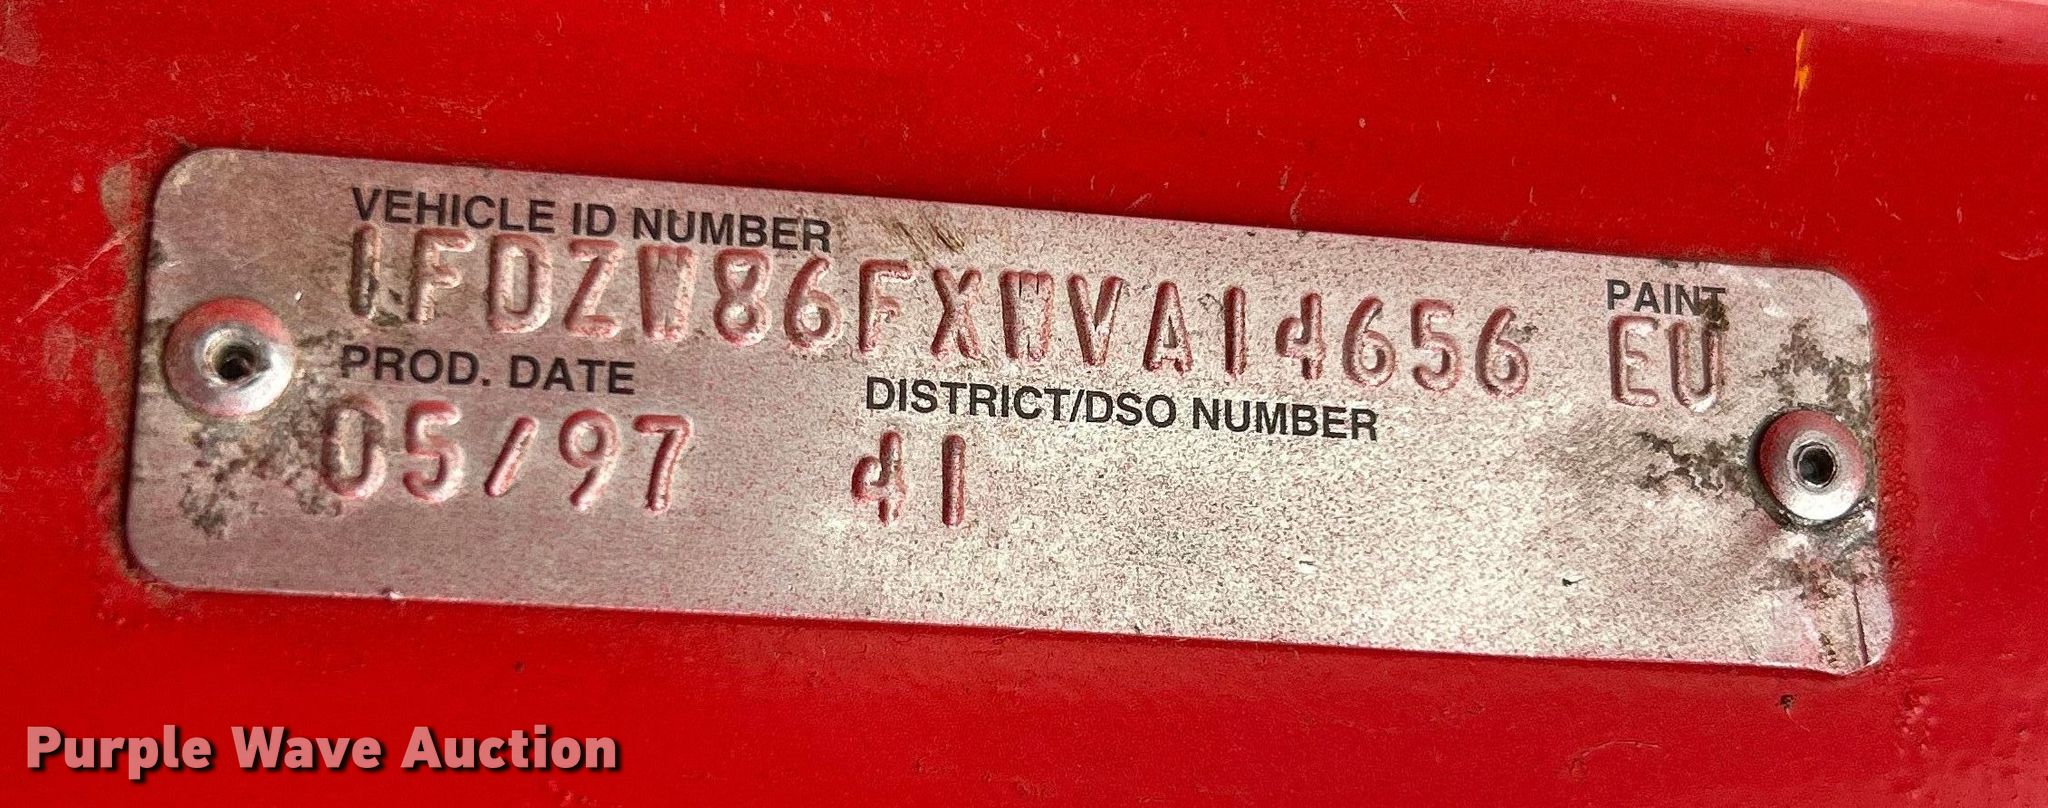 VEHICLE ID NUMBER
1FDZW86FXWVA14656
PAINT
EU
PROD. DATE
05/97
DISTRICT/DSO NUMBER
41
Purple Wave Auction